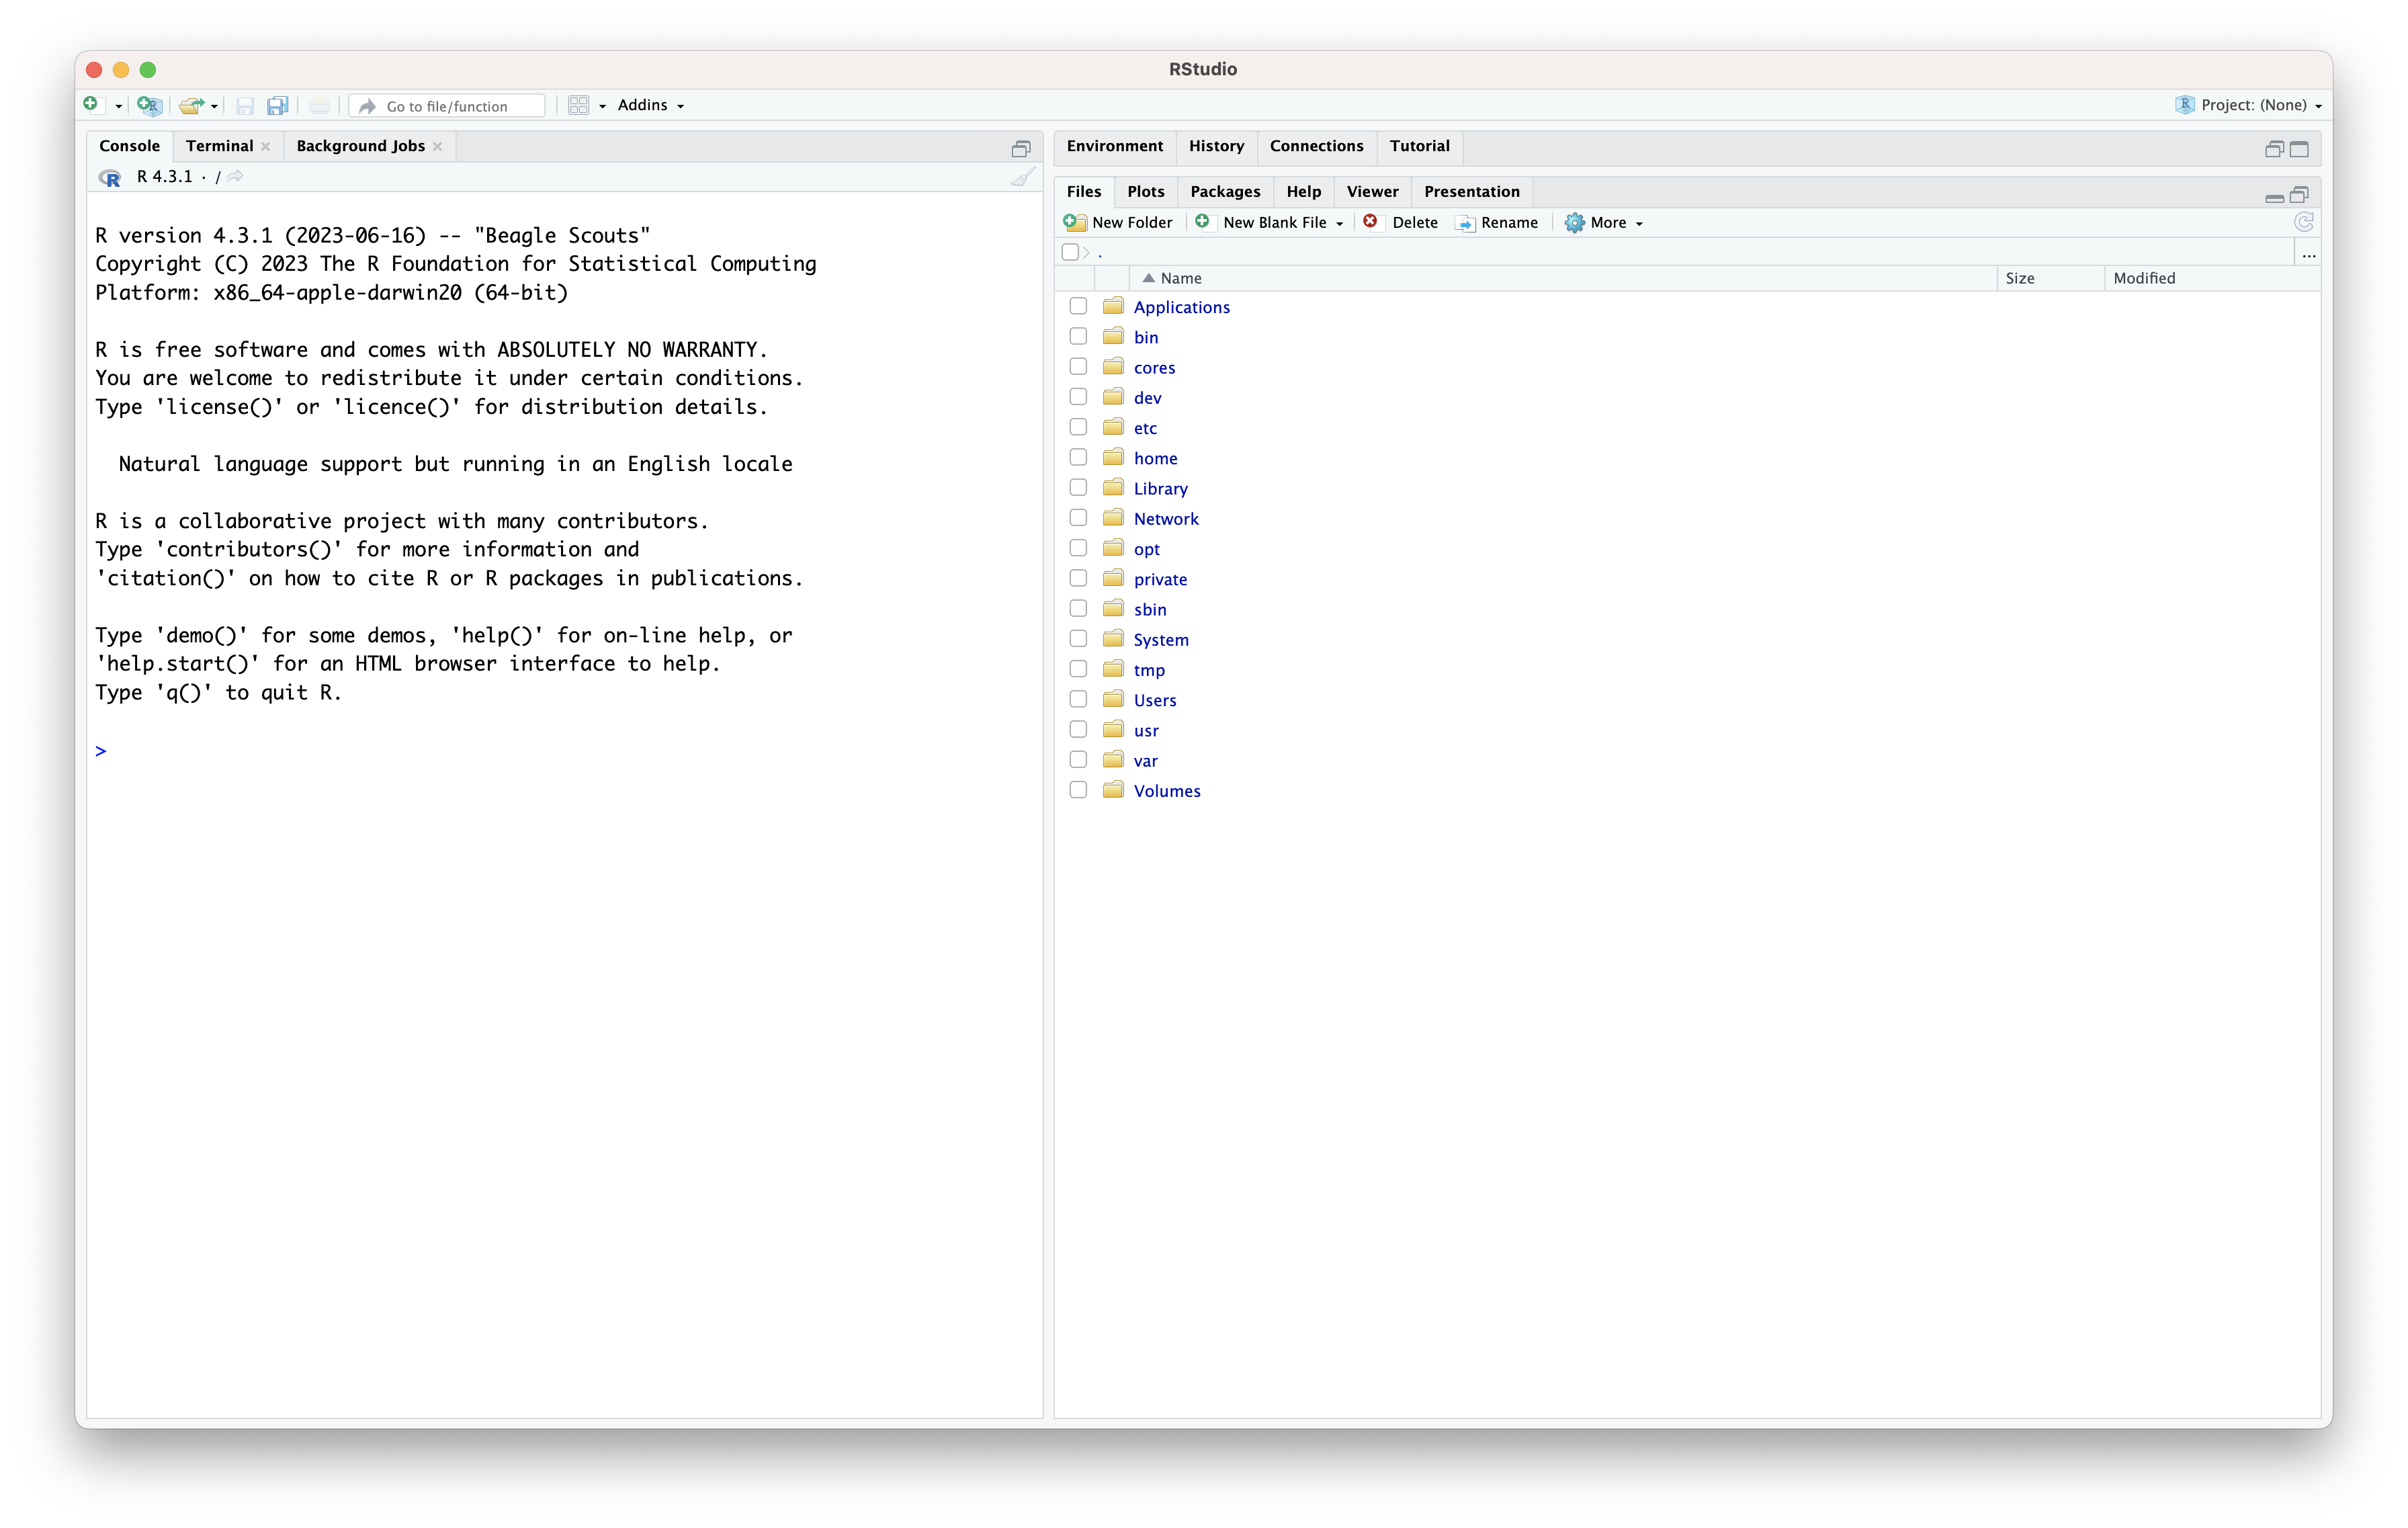 RStudio
Go to file/function
Addins
Project: (None)
Console Terminal Background Jobs
R 4.3.1 · /
R version 4.3.1 (2023-06-16) -- "Beagle Scouts"
Copyright (C) 2023 The R Foundation for Statistical Computing
Platform: x86_64-apple-darwin20 (64-bit)
R is free software and comes with ABSOLUTELY NO WARRANTY.
You are welcome to redistribute it under certain conditions.
Type 'license()' or 'licence()' for distribution details.
Natural language support but running in an English locale
R is a collaborative project with many contributors.
Type 'contributors()' for more information and
'citation()' on how to cite R or R packages in publications.
Type 'demo()' for some demos, 'help()' for on-line help, or
'help.start()' for an HTML browser interface to help.
Type 'q()' to quit R.
>
Environment History Connections Tutorial
Files Plots Packages Help Viewer Presentation
New Folder New Blank File Delete Rename More
. ...
Name Size Modified
Applications
bin
cores
dev
etc
home
Library
Network
opt
private
sbin
System
tmp
Users
usr
var
Volumes